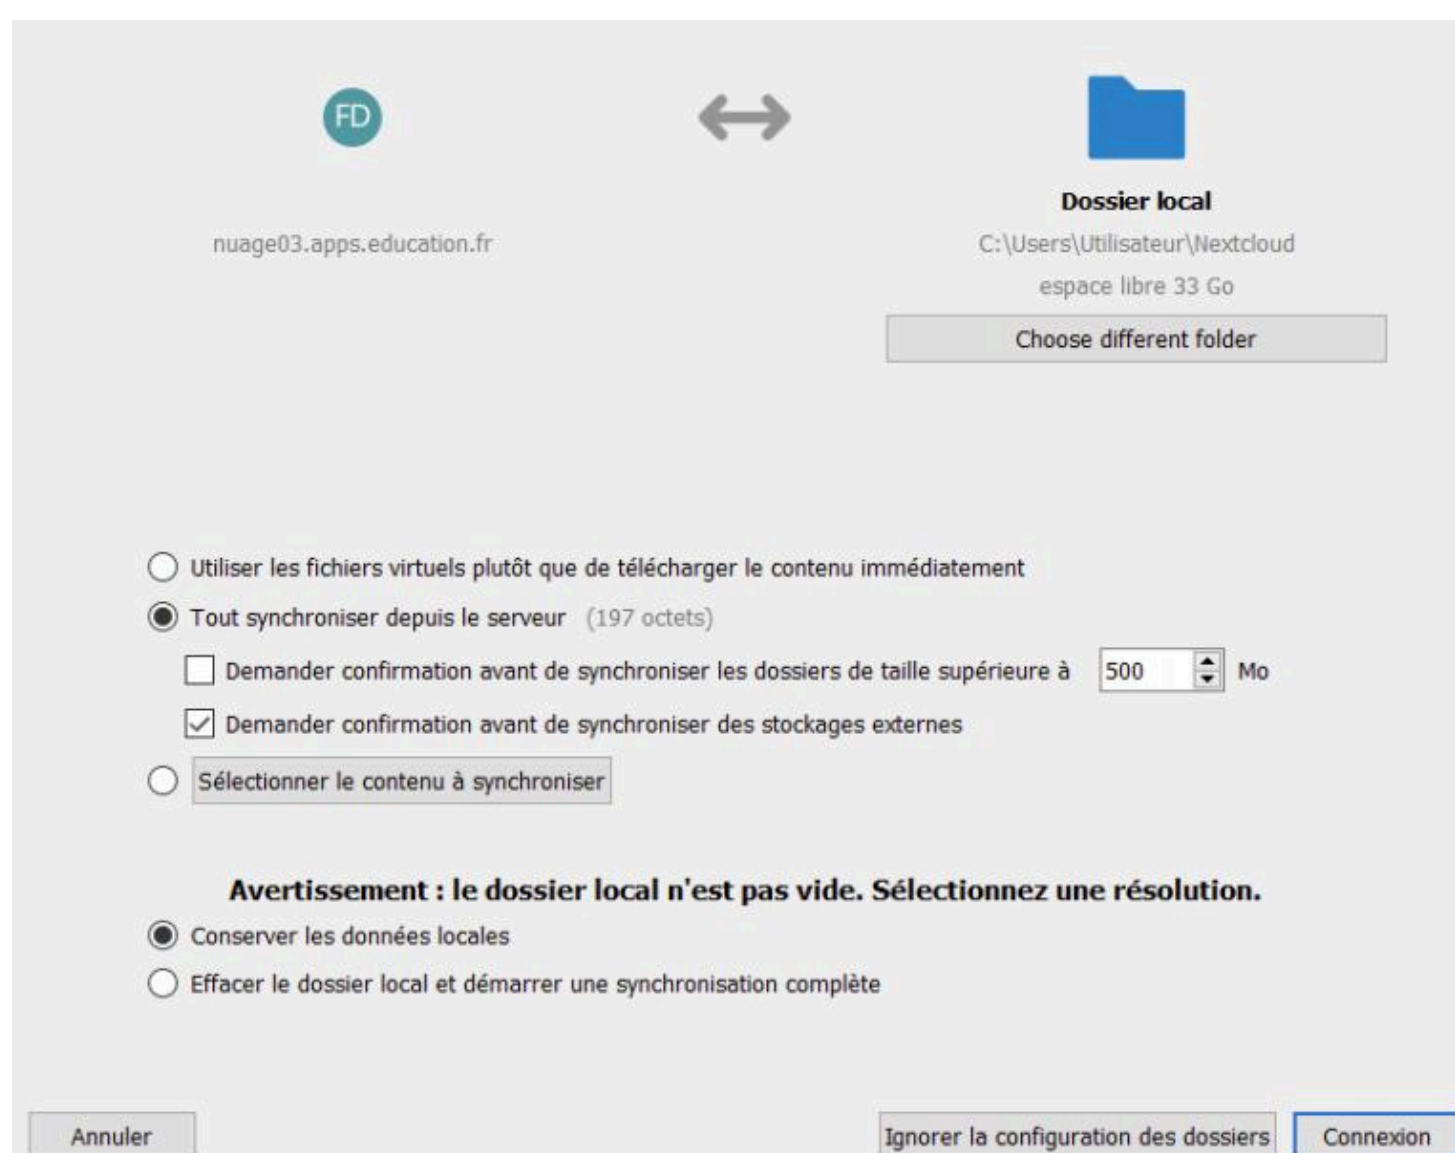 FD
nuage03.apps.education.fr
Dossier local
C:\Users\Utilisateur\Nextcloud
espace libre 33 Go
Choose different folder
Utiliser les fichiers virtuels plutôt que de télécharger le contenu immédiatement
Tout synchroniser depuis le serveur (197 octets)
Demander confirmation avant de synchroniser les dossiers de taille supérieure à 500 Mo
Demander confirmation avant de synchroniser des stockages externes
Sélectionner le contenu à synchroniser
Avertissement : le dossier local n'est pas vide. Sélectionnez une résolution.
Conserver les données locales
Effacer le dossier local et démarrer une synchronisation complète
Annuler Ignorer la configuration des dossiers Connexion